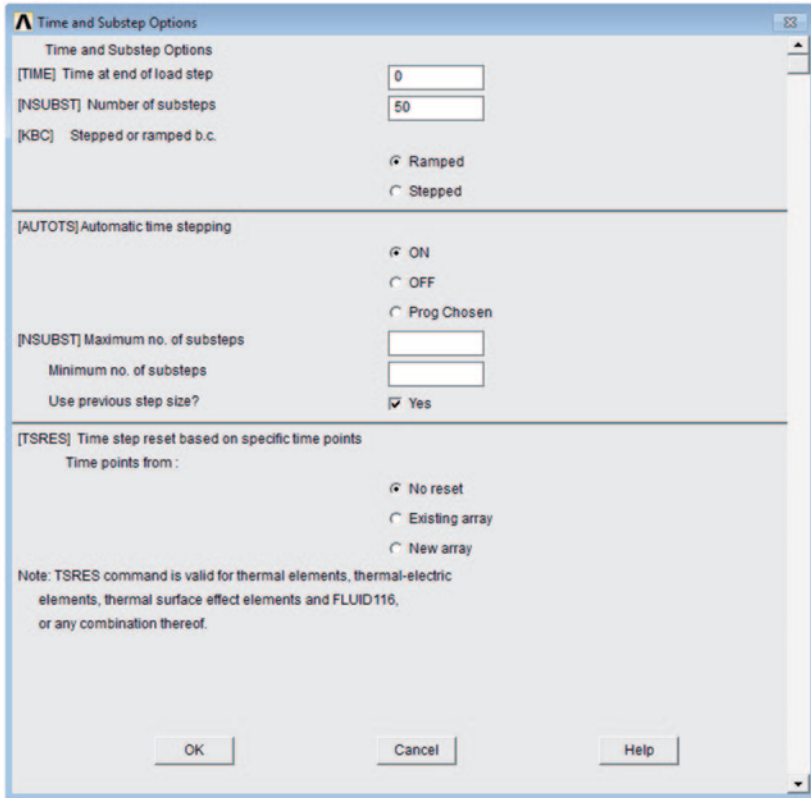 Time and Substep Options
Time and Substep Options
[TIME] Time at end of load step 0
[NSUBST] Number of substeps 50
[KBC] Stepped or ramped b.c.
Ramped
Stepped
[AUTOTS]Automatic time stepping
ON
OFF
Prog Chosen
[NSUBST] Maximum no. of substeps
Minimum no. of substeps
Use previous step size? Yes
[TSRES] Time step reset based on specific time points
Time points from :
No reset
Existing array
New array
Note: TSRES command is valid for thermal elements, thermal-electric
elements, thermal surface effect elements and FLUID116,
or any combination thereof.
OK Cancel Help